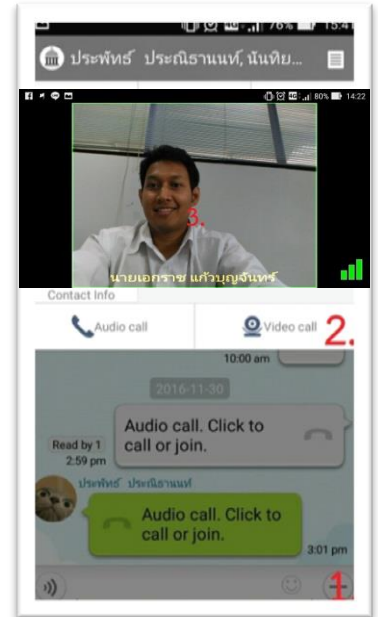 76% 15:41
ประพัทธ์ ประณิธานนท์, นันทิย...
4G 80% 14:22
3.
นายเอกราช แก้วบุญจันทร์
Contact Info
Audio call
Video call
2.
10:00 am
2016-11-30
Audio call. Click to
call or join.
Read by 1
2:59 pm
ประพัทธ์ ประณิธานนท์
Audio call. Click to
call or join.
3:01 pm
1.